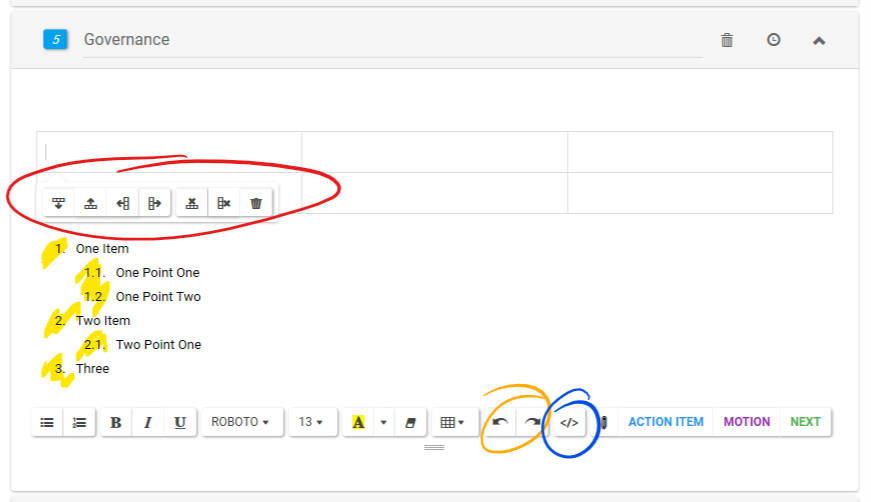 5 Governance
1. One Item
1.1. One Point One
1.2. One Point Two
2. Two Item
2.1. Two Point One
3. Three
B I U ROBOTO 13 A </> ACTION ITEM MOTION NEXT